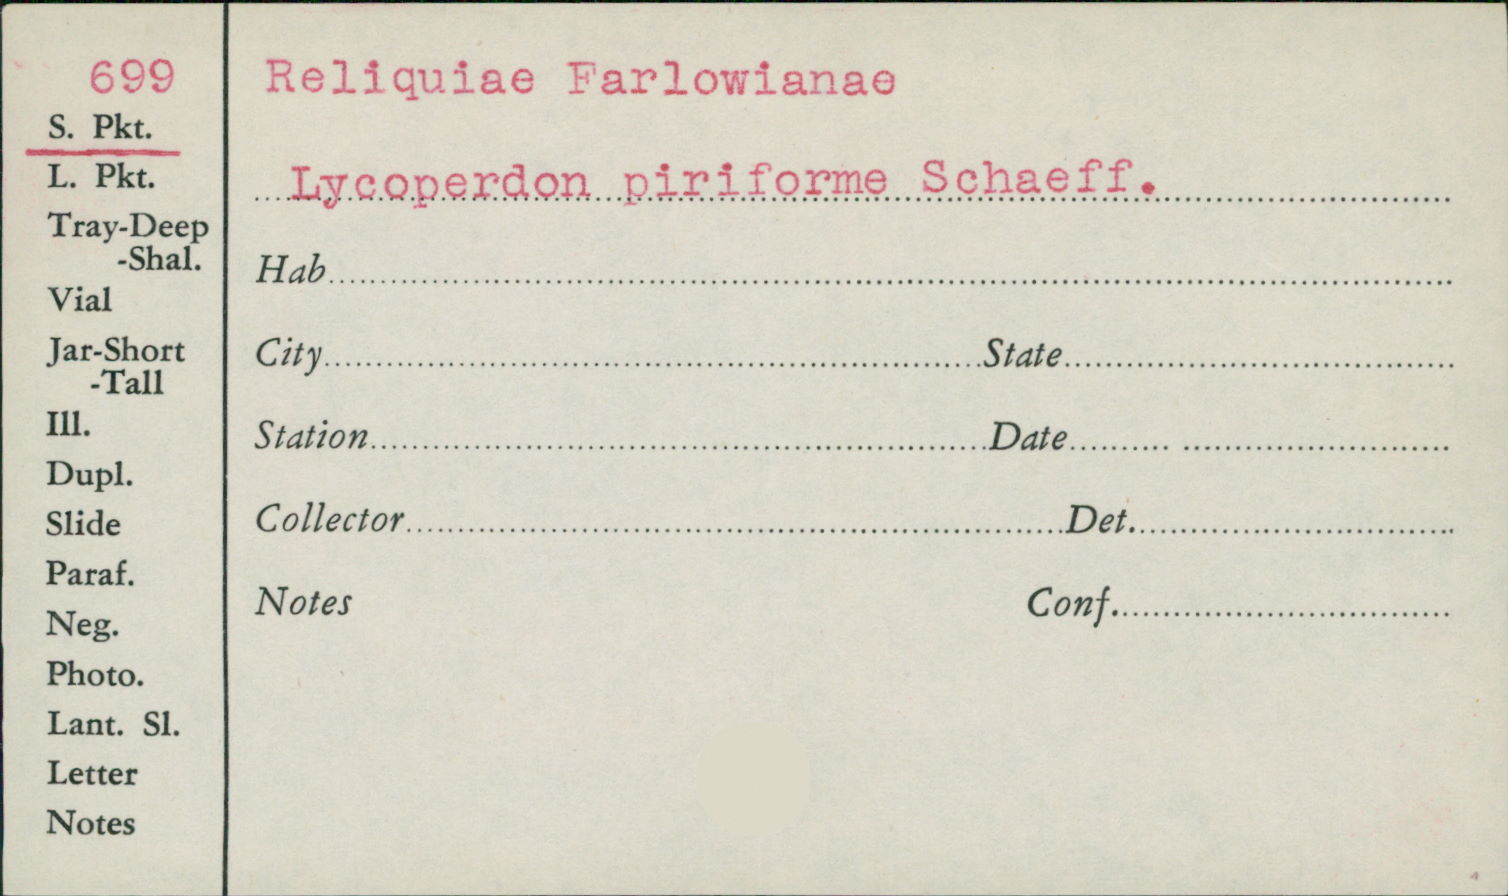 699
S. Pkt.
L. Pkt.
Tray-Deep
-Shal.
Vial
Jar-Short
-Tall
Ill.
Dupl.
Slide
Paraf.
Neg.
Photo.
Lant. Sl.
Letter
Notes
Reliquiae Farlowianae
Lycoperdon piriforme Schaeff.
Hab
City State
Station Date
Collector Det.
Notes Conf.